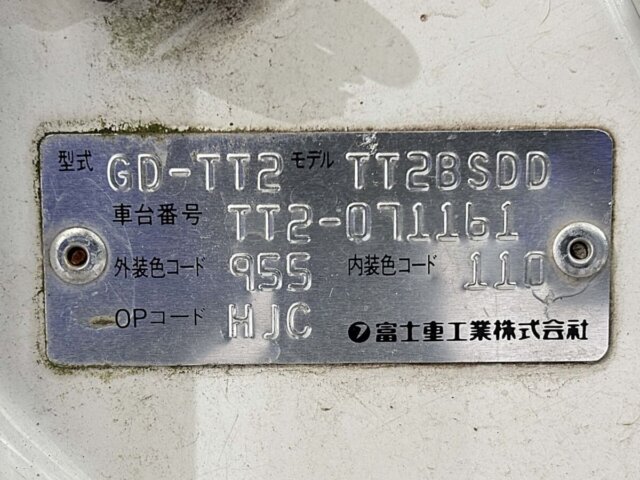 型式 GD-TT2 モデル TT2BSDD
車台番号 TT2-071161
外装色コード 955 内装色コード 110
OPコード HJC 富士重工業株式会社